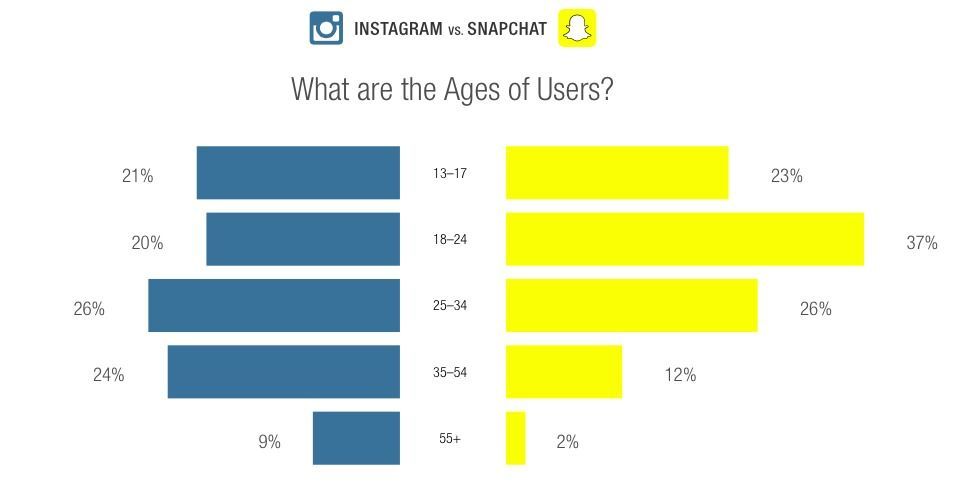 INSTAGRAM vs. SNAPCHAT
What are the Ages of Users?
21% 13–17 23%
20% 18–24 37%
26% 25–34 26%
24% 35–54 12%
9% 55+ 2%